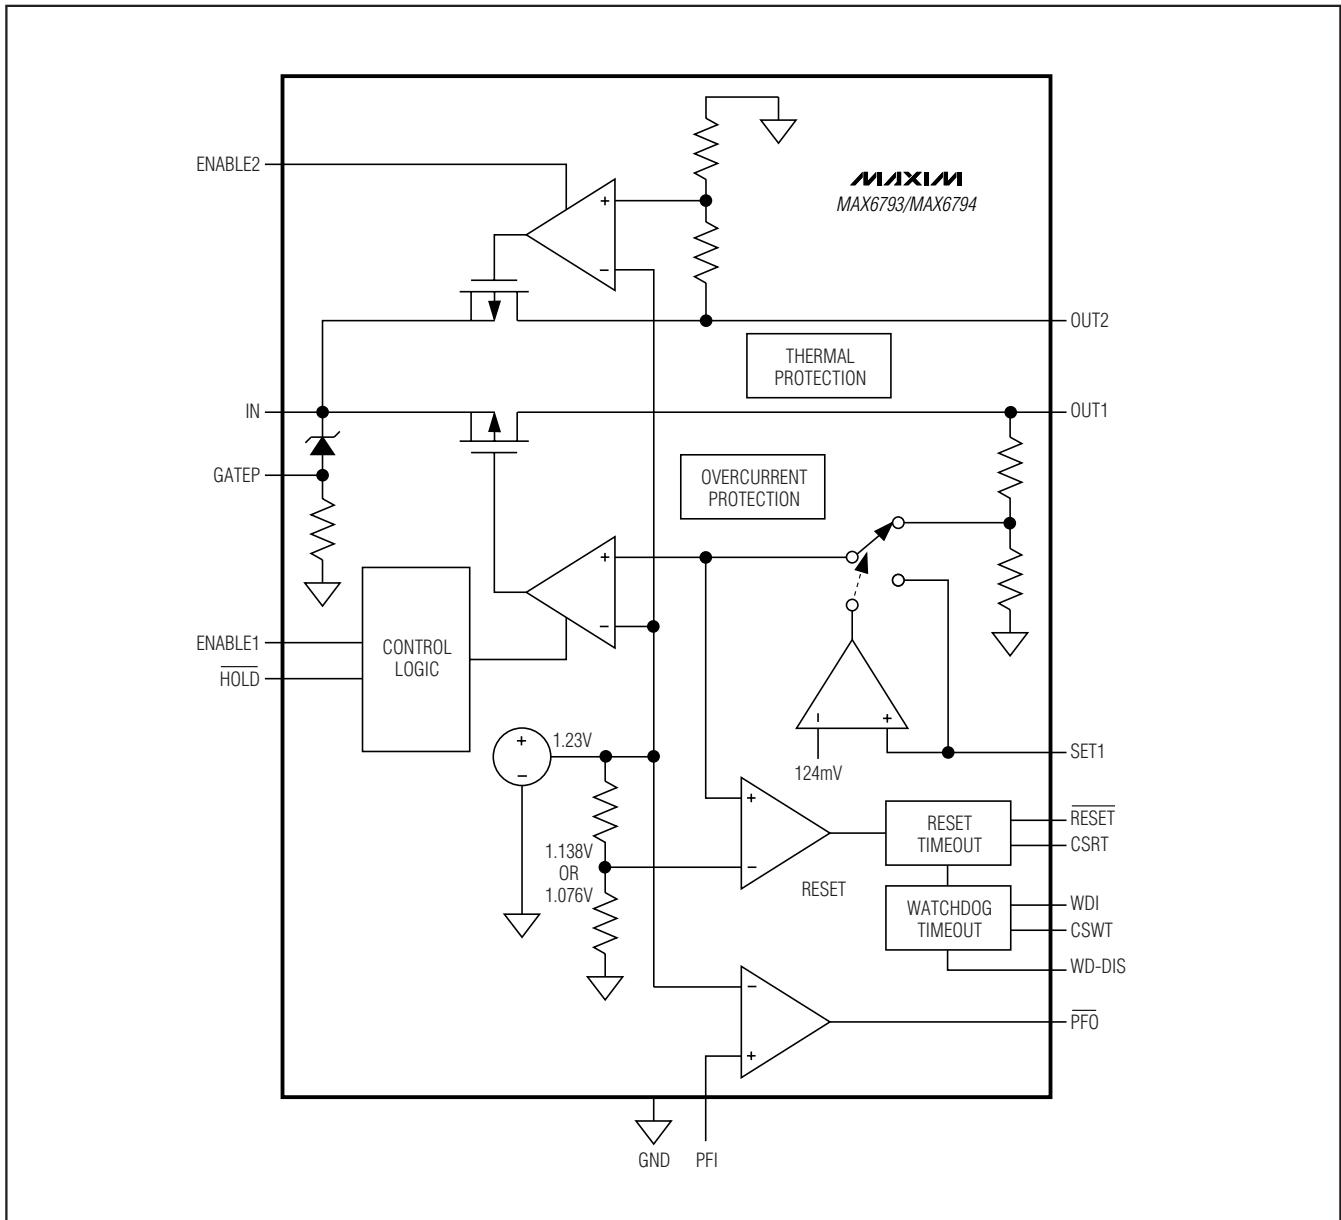 MAXIM
MAX6793/MAX6794
ENABLE2
+
−
OUT2
THERMAL
PROTECTION
IN
OUT1
GATEP
OVERCURRENT
PROTECTION
+
−
ENABLE1
HOLD
CONTROL
LOGIC
+
−
1.23V
− +
124mV
SET1
1.138V
OR
1.076V
+
−
RESET
RESET
TIMEOUT
RESET
CSRT
WATCHDOG
TIMEOUT
WDI
CSWT
WD-DIS
−
+
PFO
GND
PFI